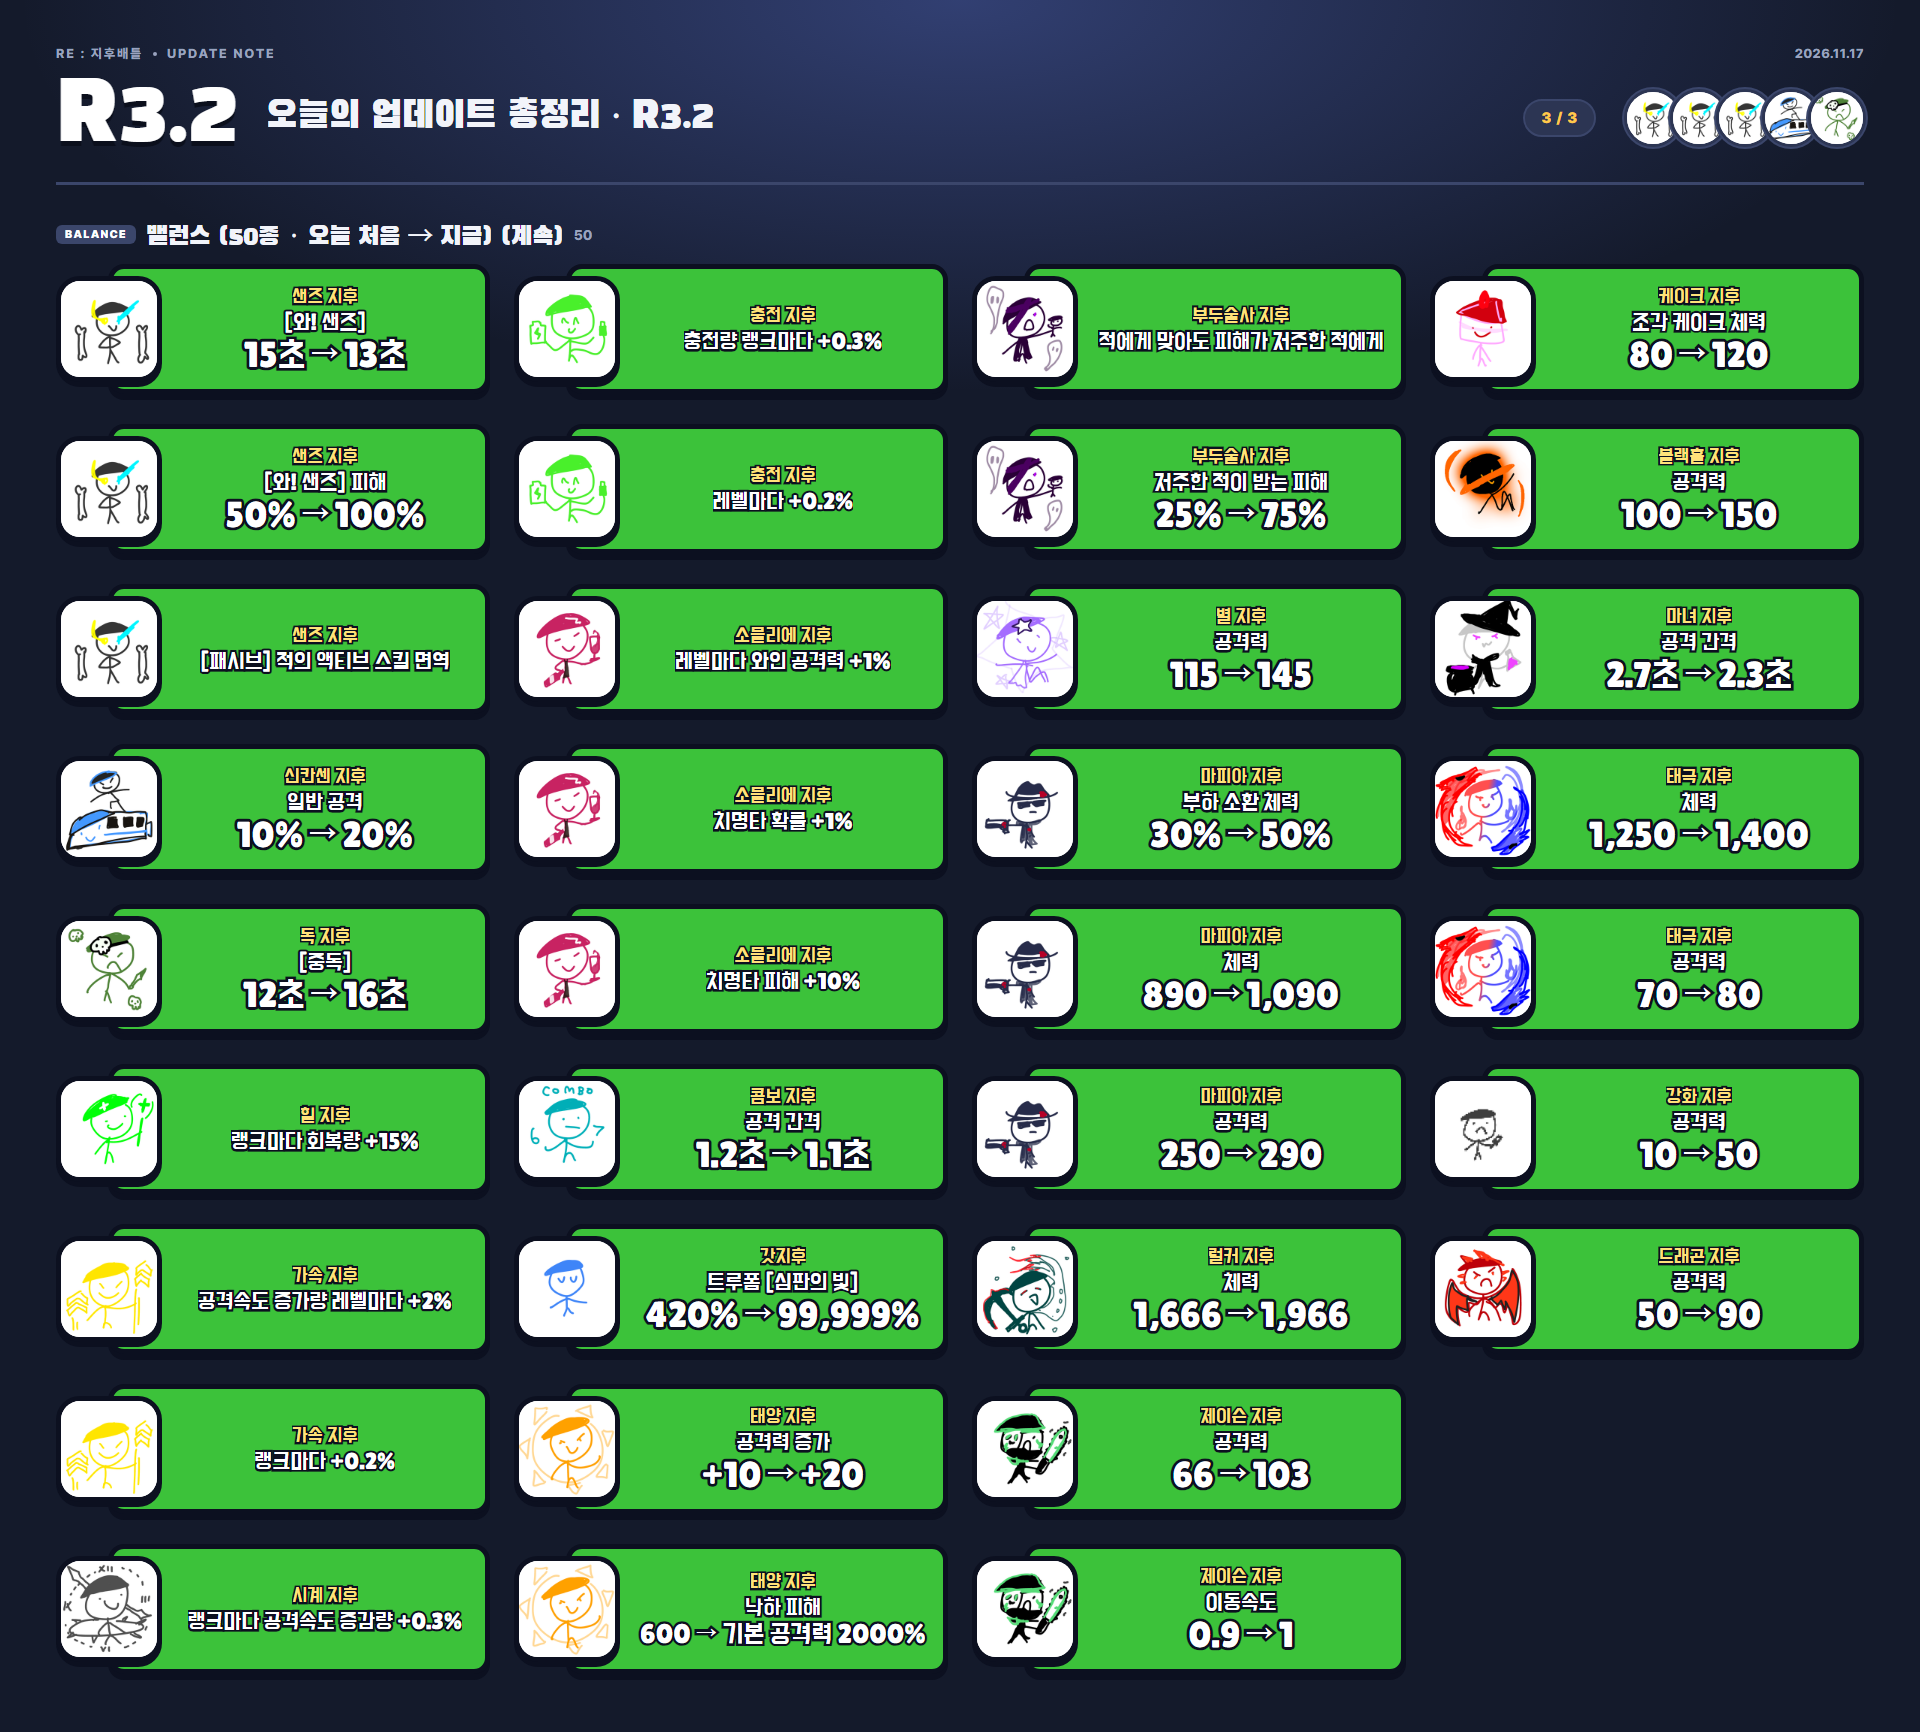 RE : 지후배틀 • UPDATE NOTE
2026.11.17
R3.2 오늘의 업데이트 총정리 · R3.2
3 / 3
BALANCE 밸런스 (50종 · 오늘 처음 → 지금) (계속) 50
샌즈 지후
[와! 샌즈]
15초 → 13초
충전 지후
충전량 랭크마다 +0.3%
부두술사 지후
적에게 맞아도 피해가 저주한 적에게
케이크 지후
조각 케이크 체력
80 → 120
샌즈 지후
[와! 샌즈] 피해
50% → 100%
충전 지후
레벨마다 +0.2%
부두술사 지후
저주한 적이 받는 피해
25% → 75%
블랙홀 지후
공격력
100 → 150
샌즈 지후
[패시브] 적의 액티브 스킬 면역
소믈리에 지후
레벨마다 와인 공격력 +1%
별 지후
공격력
115 → 145
마녀 지후
공격 간격
2.7초 → 2.3초
신칸센 지후
일반 공격
10% → 20%
소믈리에 지후
치명타 확률 +1%
마피아 지후
부하 소환 체력
30% → 50%
태극 지후
체력
1,250 → 1,400
독 지후
[중독]
12초 → 16초
소믈리에 지후
치명타 피해 +10%
마피아 지후
체력
890 → 1,090
태극 지후
공격력
70 → 80
힐 지후
랭크마다 회복량 +15%
COMBO
콤보 지후
공격 간격
1.2초 → 1.1초
마피아 지후
공격력
250 → 290
강화 지후
공격력
10 → 50
가속 지후
공격속도 증가량 레벨마다 +2%
갓지후
트루폼 [심판의 빛]
420% → 99,999%
럴커 지후
체력
1,666 → 1,966
드래곤 지후
공격력
50 → 90
가속 지후
랭크마다 +0.2%
태양 지후
공격력 증가
+10 → +20
제이슨 지후
공격력
66 → 103
시계 지후
랭크마다 공격속도 증감량 +0.3%
태양 지후
낙하 피해
600 → 기본 공격력 2000%
제이슨 지후
이동속도
0.9 → 1